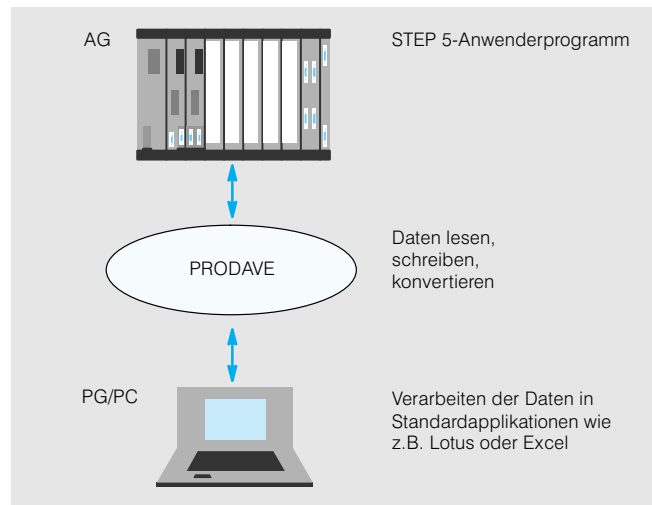 AG
STEP 5-Anwenderprogramm
PRODAVE
Daten lesen,
schreiben,
konvertieren
PG/PC
Verarbeiten der Daten in
Standardapplikationen wie
z.B. Lotus oder Excel